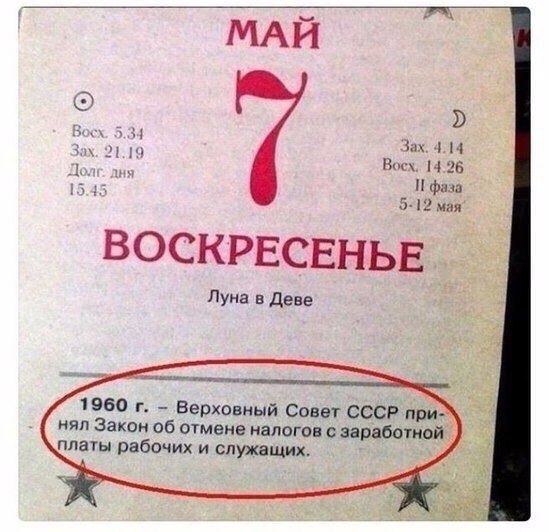 МАЙ
7
Восх. 5.34
Зах. 21.19
Долг. дня
15.45
Зах. 4.14
Восх. 14.26
II фаза
5-12 мая
ВОСКРЕСЕНЬЕ
Луна в Деве
1960 г. – Верховный Совет СССР при-
нял Закон об отмене налогов с заработной
платы рабочих и служащих.